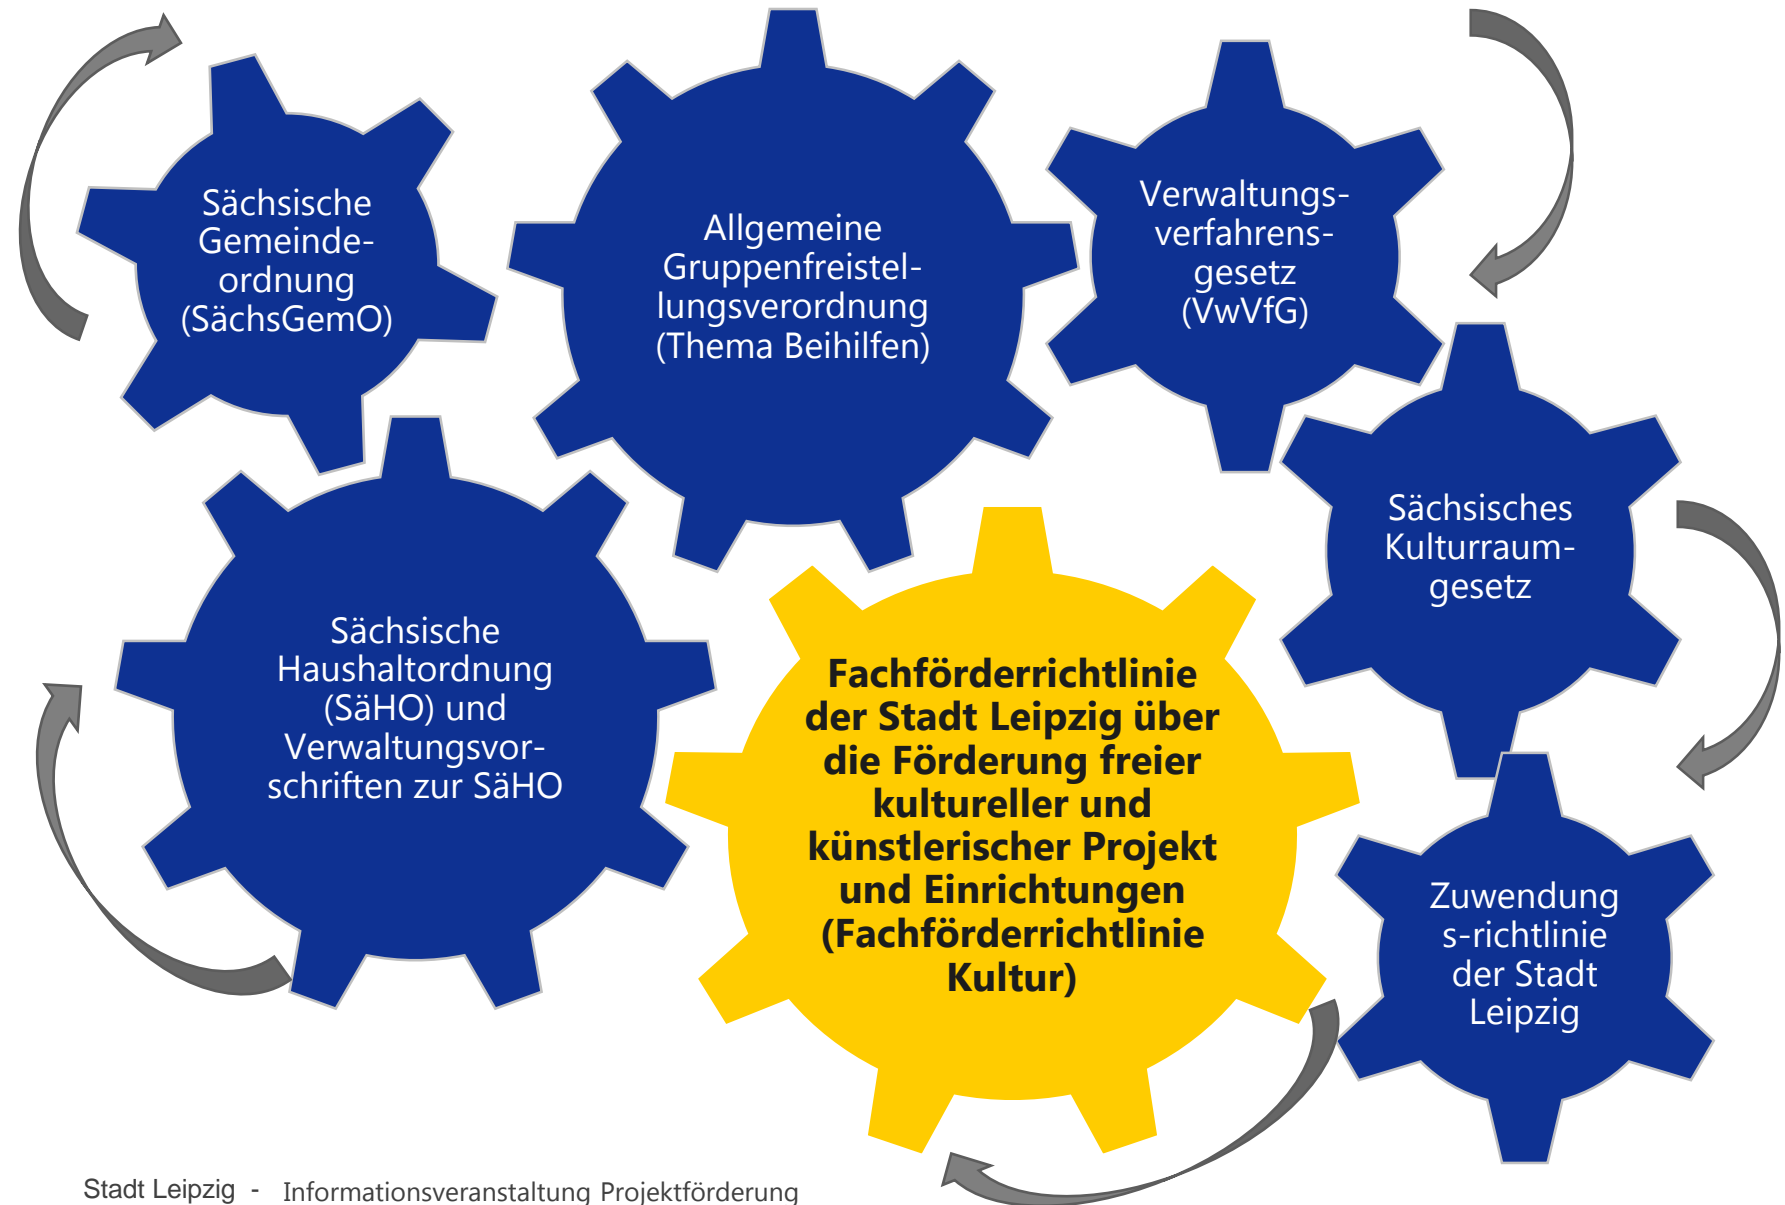 Sächsische
Gemeinde-
ordnung
(SächsGemO)
Allgemeine
Gruppenfreistel-
lungsverordnung
(Thema Beihilfen)
Verwaltungs-
verfahrens-
gesetz
(VwVfG)
Sächsisches
Kulturraum-
gesetz
Sächsische
Haushaltordnung
(SäHO) und
Verwaltungsvor-
schriften zur SäHO
Fachförderrichtlinie
der Stadt Leipzig über
die Förderung freier
kultureller und
künstlerischer Projekt
und Einrichtungen
(Fachförderrichtlinie
Kultur)
Zuwendung
s-richtlinie
der Stadt
Leipzig
Stadt Leipzig - Informationsveranstaltung Projektförderung